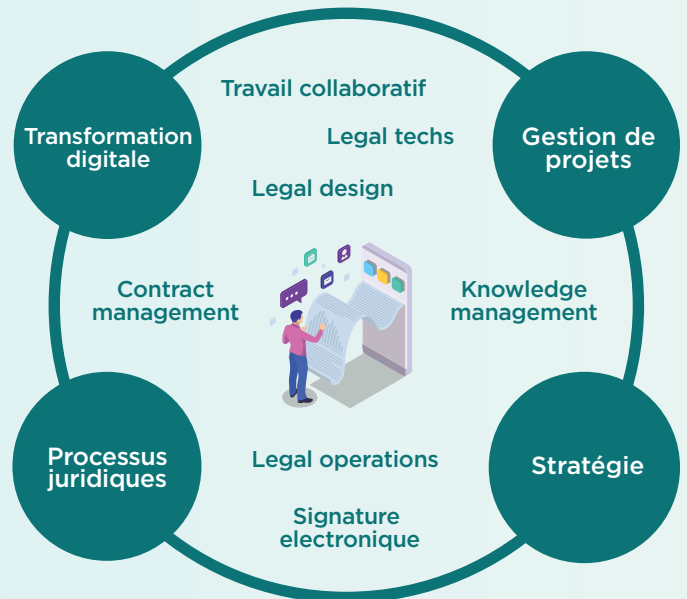 Travail collaboratif
Transformation
digitale
Legal techs
Gestion de
projets
Legal design
Contract
management
Knowledge
management
Processus
juridiques
Legal operations
Stratégie
Signature
electronique